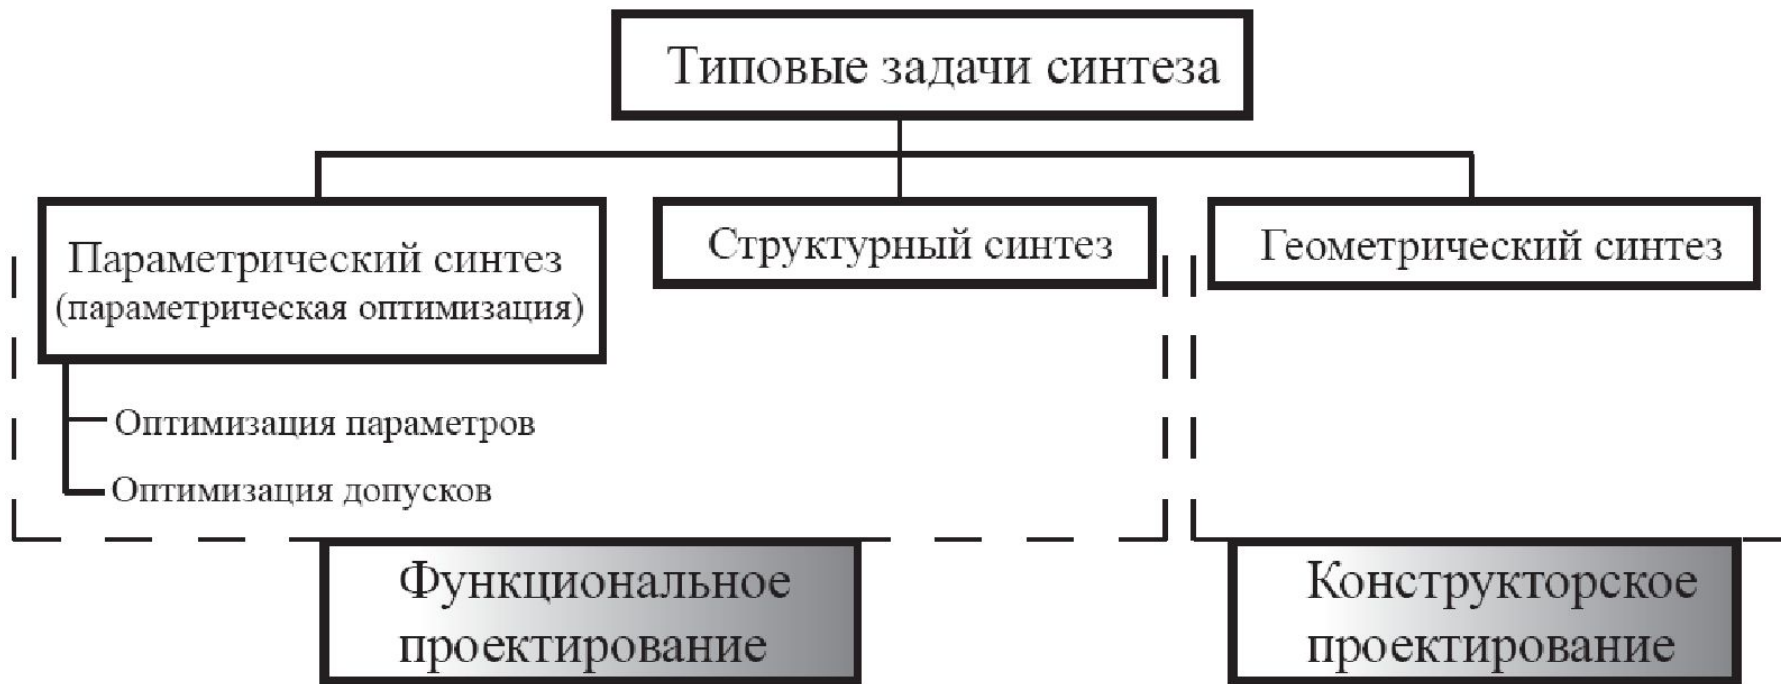 Типовые задачи синтеза
Параметрический синтез
(параметрическая оптимизация)
Структурный синтез
Геометрический синтез
Оптимизация параметров
Оптимизация допусков
Функциональное
проектирование
Конструкторское
проектирование